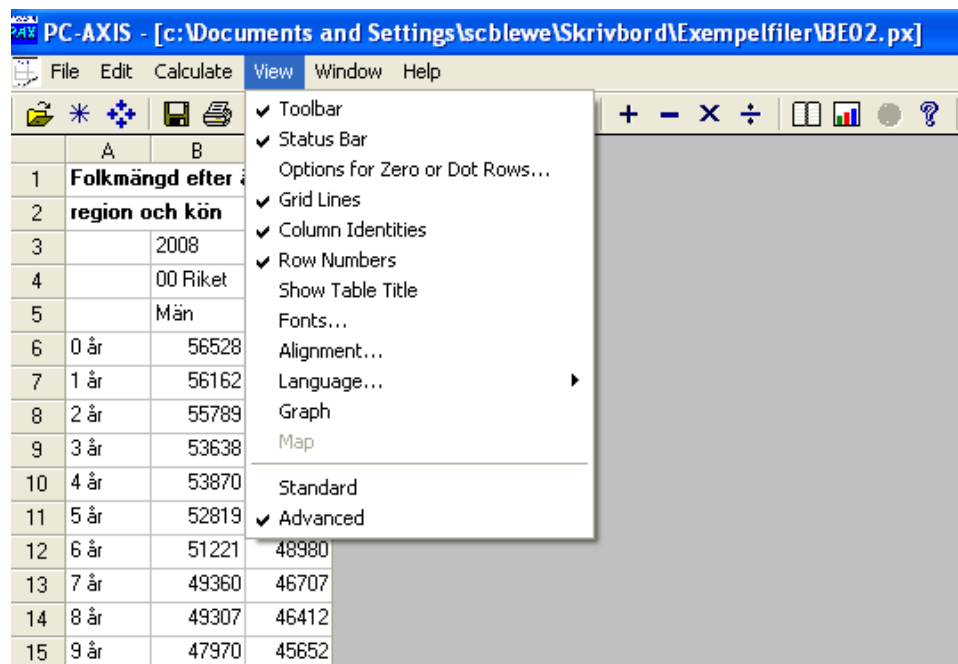 PC-AXIS - [c:\Documents and Settings\scblewe\Skrivbord\Exempelfiler\BE02.px]
File Edit Calculate View Window Help
Toolbar
Status Bar
Options for Zero or Dot Rows...
Grid Lines
Column Identities
Row Numbers
Show Table Title
Fonts...
Alignment...
Language...
Graph
Map
Standard
Advanced
A B
1 Folkmängd efter
2 region och kön
3 2008
4 00 Riket
5 Män
6 0 år 56528
7 1 år 56162
8 2 år 55789
9 3 år 53638
10 4 år 53870
11 5 år 52819
12 6 år 51221 48980
13 7 år 49360 46707
14 8 år 49307 46412
15 9 år 47970 45652